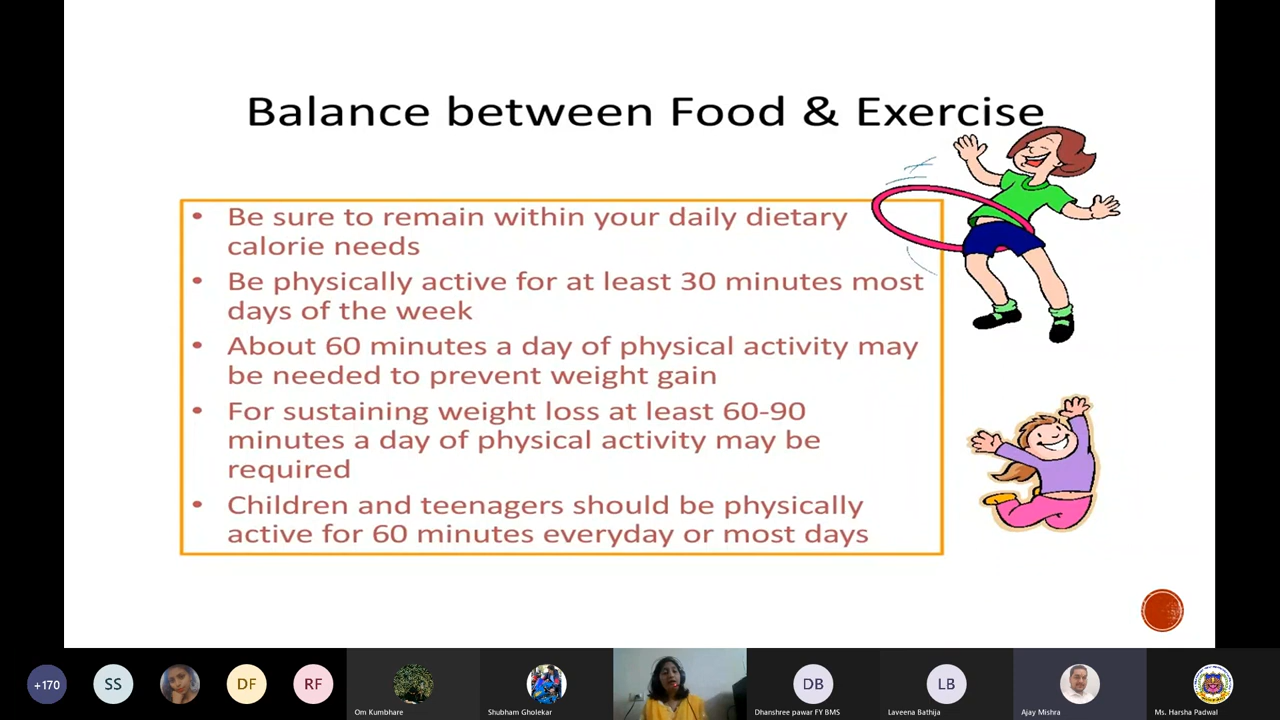 Balance between Food & Exercise
• Be sure to remain within your daily dietary
calorie needs
• Be physically active for at least 30 minutes most
days of the week
• About 60 minutes a day of physical activity may
be needed to prevent weight gain
• For sustaining weight loss at least 60-90
minutes a day of physical activity may be
required
• Children and teenagers should be physically
active for 60 minutes everyday or most days
+170
SS
DF
RF
DB
LB
Om Kumbhare
Shubham Gholekar
Dhanshree pawar FY BMS
Laveena Bathija
Ajay Mishra
Ms. Harsha Padwal